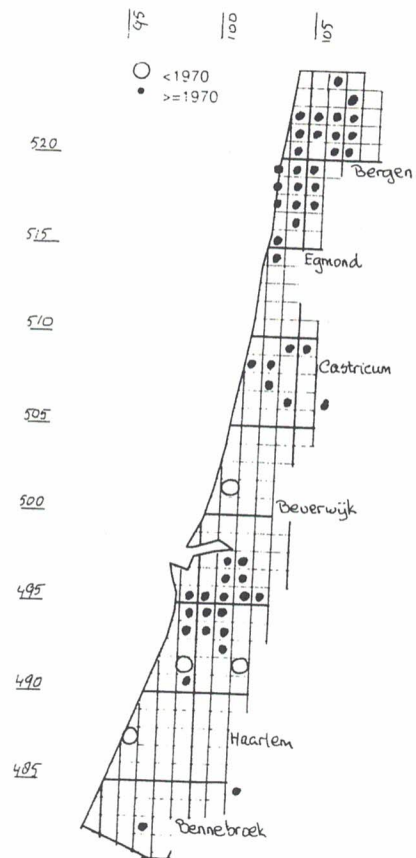 95 100 105
<1970
>=1970
520
Bergen
515
Egmond
510
Castricum
505
500
Beverwijk
495
490
Haarlem
485
Bennebroek